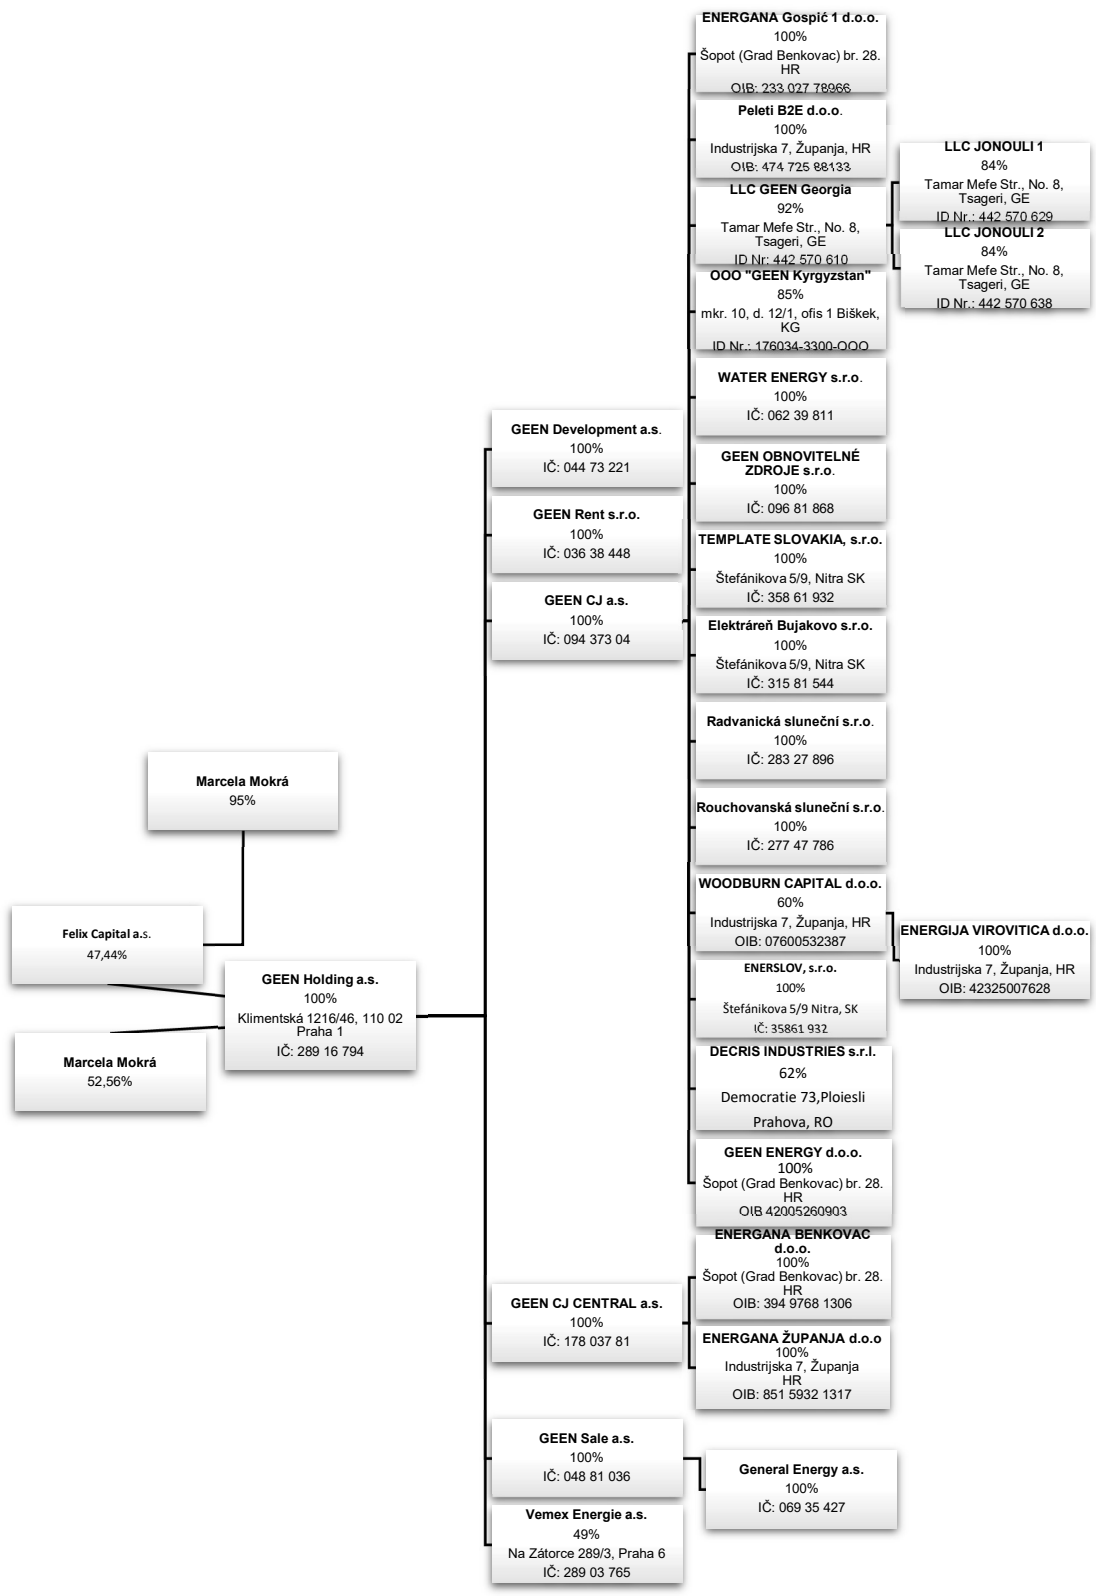 Marcela Mokrá
95%
Felix Capital a.s.
47,44%
Marcela Mokrá
52,56%
GEEN Holding a.s.
100%
Klimentská 1216/46, 110 02
Praha 1
IČ: 289 16 794
GEEN Development a.s.
100%
IČ: 044 73 221
GEEN Rent s.r.o.
100%
IČ: 036 38 448
GEEN CJ a.s.
100%
IČ: 094 373 04
GEEN CJ CENTRAL a.s.
100%
IČ: 178 037 81
GEEN Sale a.s.
100%
IČ: 048 81 036
Vemex Energie a.s.
49%
Na Zátorce 289/3, Praha 6
IČ: 289 03 765
ENERGANA Gospić 1 d.o.o.
100%
Šopot (Grad Benkovac) br. 28.
HR
OIB: 233 027 78966
Peleti B2E d.o.o.
100%
Industrijska 7, Županja, HR
OIB: 474 725 88133
LLC GEEN Georgia
92%
Tamar Mefe Str., No. 8,
Tsageri, GE
ID Nr: 442 570 610
OOO "GEEN Kyrgyzstan"
85%
mkr. 10, d. 12/1, ofis 1 Biškek,
KG
ID Nr.: 176034-3300-OOO
WATER ENERGY s.r.o.
100%
IČ: 062 39 811
GEEN OBNOVITELNÉ
ZDROJE s.r.o.
100%
IČ: 096 81 868
TEMPLATE SLOVAKIA, s.r.o.
100%
Štefánikova 5/9, Nitra SK
IČ: 358 61 932
Elektráreň Bujakovo s.r.o.
100%
Štefánikova 5/9, Nitra SK
IČ: 315 81 544
Radvanická sluneční s.r.o.
100%
IČ: 283 27 896
Rouchovanská sluneční s.r.o.
100%
IČ: 277 47 786
WOODBURN CAPITAL d.o.o.
60%
Industrijska 7, Županja, HR
OIB: 07600532387
ENERSLOV, s.r.o.
100%
Štefánikova 5/9 Nitra, SK
IČ: 35861 932
DECRIS INDUSTRIES s.r.l.
62%
Democratie 73,Ploiesli
Prahova, RO
GEEN ENERGY d.o.o.
100%
Šopot (Grad Benkovac) br. 28.
HR
OIB 42005260903
ENERGANA BENKOVAC
d.o.o.
100%
Šopot (Grad Benkovac) br. 28.
HR
OIB: 394 9768 1306
ENERGANA ŽUPANJA d.o.o
100%
Industrijska 7, Županja
HR
OIB: 851 5932 1317
General Energy a.s.
100%
IČ: 069 35 427
LLC JONOULI 1
84%
Tamar Mefe Str., No. 8,
Tsageri, GE
ID Nr.: 442 570 629
LLC JONOULI 2
84%
Tamar Mefe Str., No. 8,
Tsageri, GE
ID Nr.: 442 570 638
ENERGIJA VIROVITICA d.o.o.
100%
Industrijska 7, Županja, HR
OIB: 42325007628